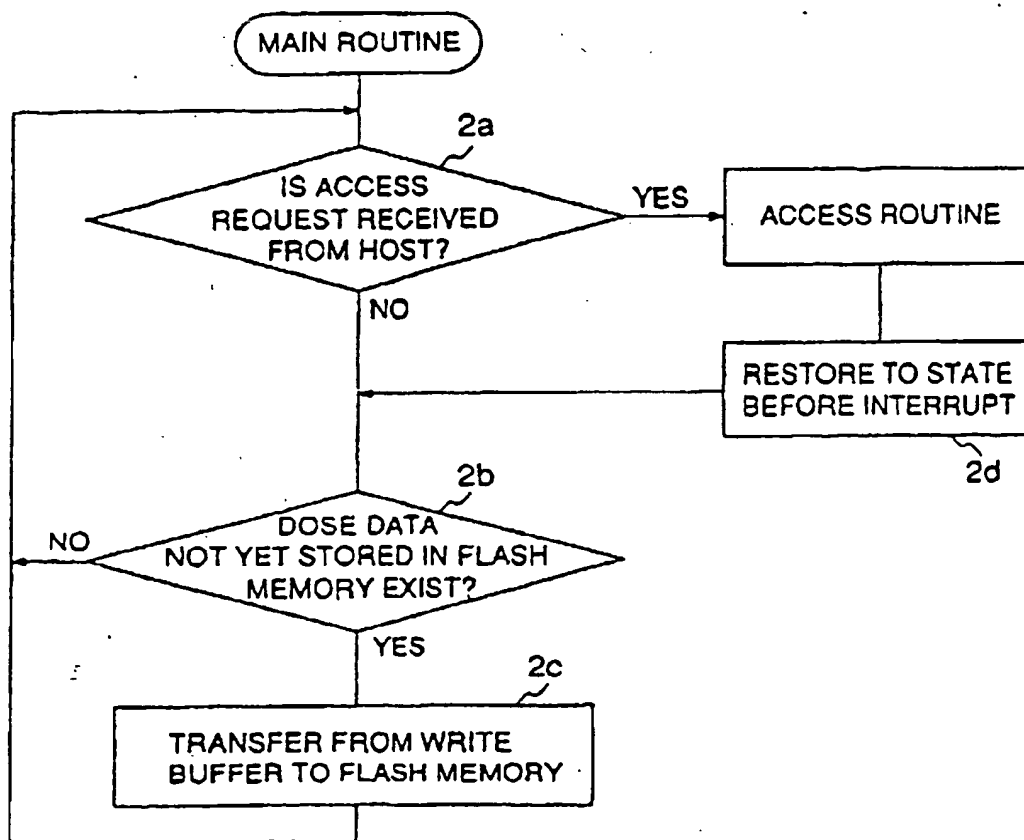 MAIN ROUTINE
2a
IS ACCESS
REQUEST RECEIVED
FROM HOST?
YES
ACCESS ROUTINE
NO
RESTORE TO STATE
BEFORE INTERRUPT
2d
2b
DOSE DATA
NOT YET STORED IN FLASH
MEMORY EXIST?
NO
YES
2c
TRANSFER FROM WRITE
BUFFER TO FLASH MEMORY